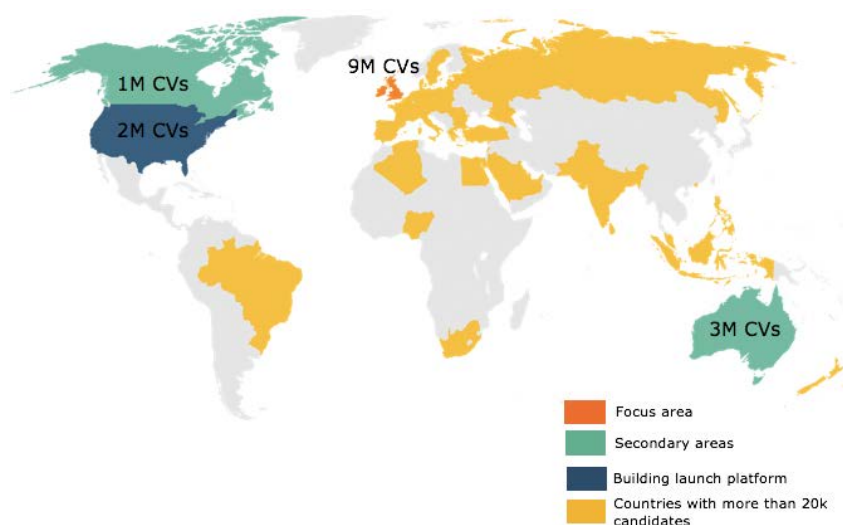 9M CVs
1M CVs
2M CVs
3M CVs
Focus area
Secondary areas
Building launch platform
Countries with more than 20k
candidates